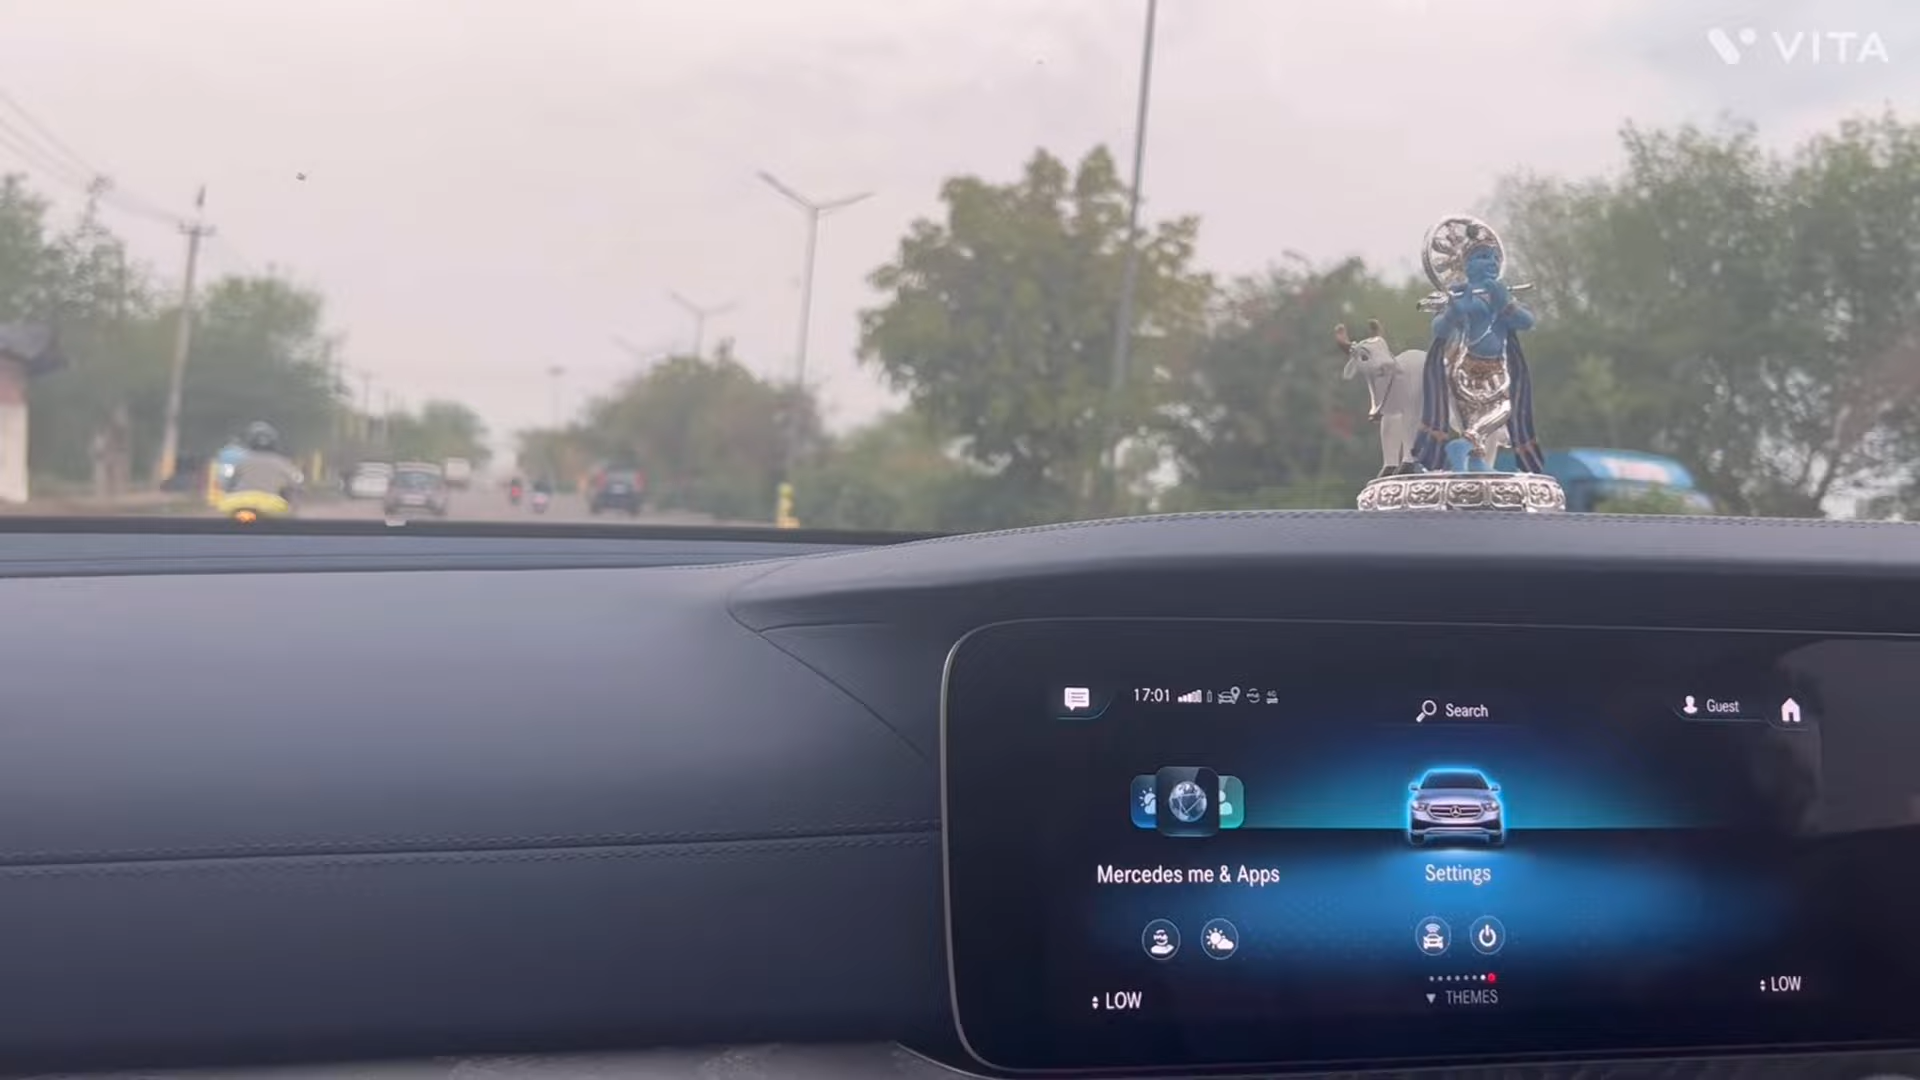 VITA
17:01
Search
Guest
Mercedes me & Apps
Settings
LOW
THEMES
LOW